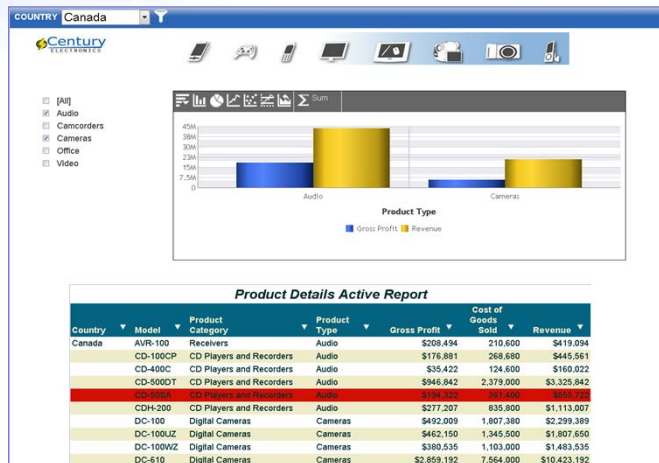 COUNTRY Canada
Century
ELECTRONICS
[All]
Audio
Camcorders
Cameras
Office
Video
Sum
45M
38M
30M
23M
15M
7.5M
0
Audio Cameras
Product Type
Gross Profit Revenue
Product Details Active Report
Country Model Product Category Product Type Gross Profit Cost of Goods Sold Revenue
Canada AVR-100 Receivers Audio $208,494 210,600 $419,094
CD-100CP CD Players and Recorders Audio $176,881 268,680 $445,561
CD-400C CD Players and Recorders Audio $35,422 124,600 $160,022
CD-500DT CD Players and Recorders Audio $946,842 2,379,000 $3,325,842
CD-50SA CD Players and Recorders Audio $194,322 361,400 $555,722
CDH-200 CD Players and Recorders Audio $277,207 835,800 $1,113,007
DC-100 Digital Cameras Cameras $492,009 1,807,380 $2,299,389
DC-100UZ Digital Cameras Cameras $462,150 1,345,500 $1,807,650
DC-100WZ Digital Cameras Cameras $380,535 1,103,000 $1,483,535
DC-610 Digital Cameras Cameras $2,859,192 7,564,000 $10,423,192